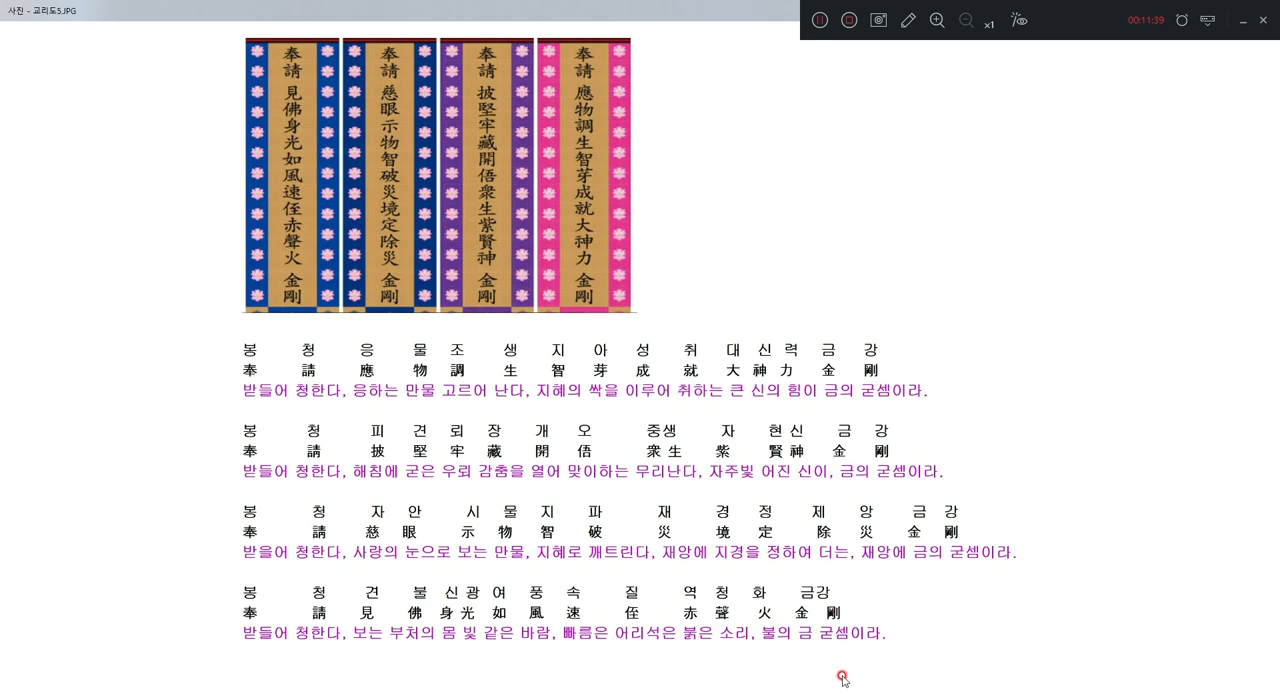 사진 - 교리도5.JPG
x1
00:11:39
奉請 應物調生智芽成就大神力 金剛
奉請 披堅牢藏開悟衆生紫賢神 金剛
奉請 慈眼示物智破災境定除災 金剛
奉請 見佛身光如風速侄赤聲火 金剛
봉 청 응 물 조 생 지 아 성 취 대 신 력 금 강
奉 請 應 物 調 生 智 芽 成 就 大 神 力 金 剛
받들어 청한다, 응하는 만물 고르어 난다, 지혜의 싹을 이루어 취하는 큰 신의 힘이 금의 굳셈이라.
봉 청 피 견 뢰 장 개 오 중생 자 현 신 금 강
奉 請 披 堅 牢 藏 開 悟 衆 生 紫 賢 神 金 剛
받들어 청한다, 해침에 굳은 우뢰 감춤을 열어 맞이하는 무리난다, 자주빛 어진 신이, 금의 굳셈이라.
봉 청 자 안 시 물 지 파 재 경 정 제 앙 금 강
奉 請 慈 眼 示 物 智 破 災 境 定 除 災 金 剛
받을어 청한다, 사랑의 눈으로 보는 만물, 지혜로 깨트린다, 재앙에 지경을 정하여 더는, 재앙에 금의 굳셈이라.
봉 청 견 불 신 광 여 풍 속 질 역 청 화 금강
奉 請 見 佛 身 光 如 風 速 侄 赤 聲 火 金 剛
받들어 청한다, 보는 부처의 몸 빛 같은 바람, 빠름은 어리석은 붉은 소리, 불의 금 굳셈이라.